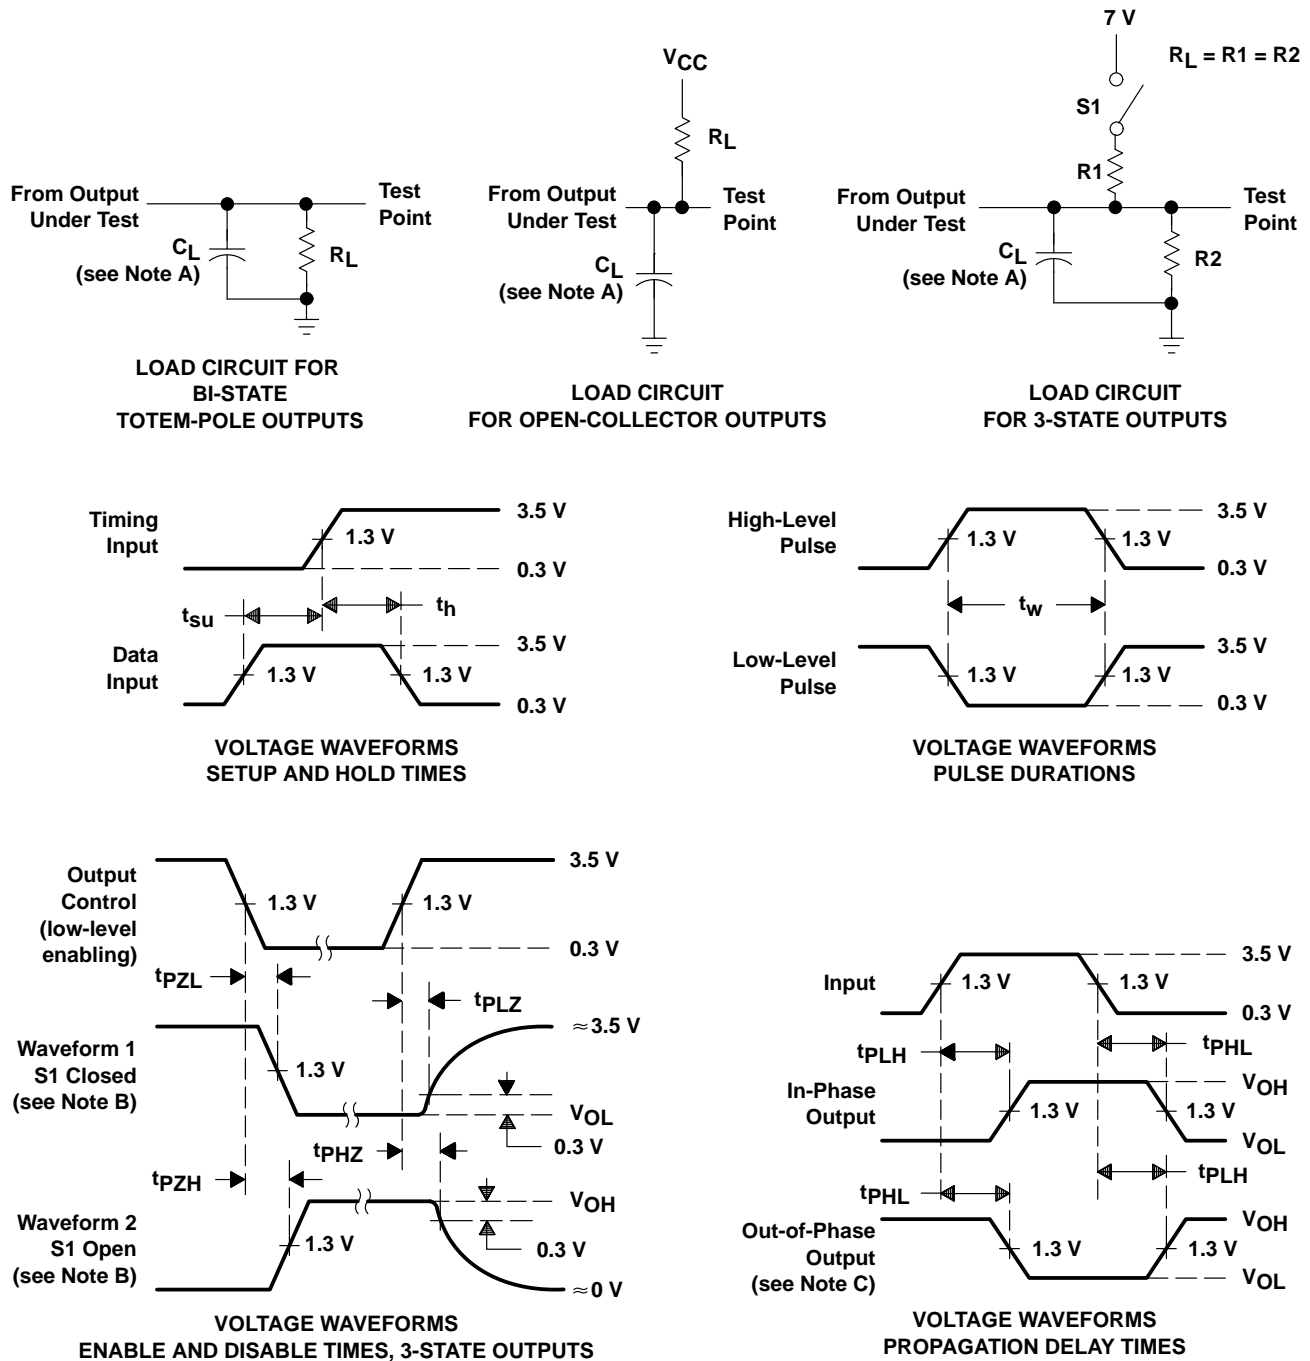 7 V
RL = R1 = R2
S1
R1
From Output
Under Test
Test
Point
CL
(see Note A)
R2
LOAD CIRCUIT
FOR 3-STATE OUTPUTS
VCC
RL
From Output
Under Test
Test
Point
CL
(see Note A)
LOAD CIRCUIT
FOR OPEN-COLLECTOR OUTPUTS
From Output
Under Test
Test
Point
CL
(see Note A)
RL
LOAD CIRCUIT FOR
BI-STATE
TOTEM-POLE OUTPUTS
Timing
Input
1.3 V
3.5 V
0.3 V
tsu
th
Data
Input
1.3 V
1.3 V
3.5 V
0.3 V
VOLTAGE WAVEFORMS
SETUP AND HOLD TIMES
High-Level
Pulse
1.3 V
1.3 V
3.5 V
0.3 V
tw
Low-Level
Pulse
1.3 V
1.3 V
3.5 V
0.3 V
VOLTAGE WAVEFORMS
PULSE DURATIONS
Output
Control
(low-level
enabling)
1.3 V
1.3 V
3.5 V
0.3 V
tPZL
tPLZ
Waveform 1
S1 Closed
(see Note B)
1.3 V
≈3.5 V
VOL
0.3 V
tPZH
tPHZ
Waveform 2
S1 Open
(see Note B)
1.3 V
VOH
0.3 V
≈0 V
VOLTAGE WAVEFORMS
ENABLE AND DISABLE TIMES, 3-STATE OUTPUTS
Input
1.3 V
1.3 V
3.5 V
0.3 V
tPLH
tPHL
In-Phase
Output
1.3 V
1.3 V
VOH
VOL
tPHL
tPLH
Out-of-Phase
Output
(see Note C)
1.3 V
1.3 V
VOH
VOL
VOLTAGE WAVEFORMS
PROPAGATION DELAY TIMES